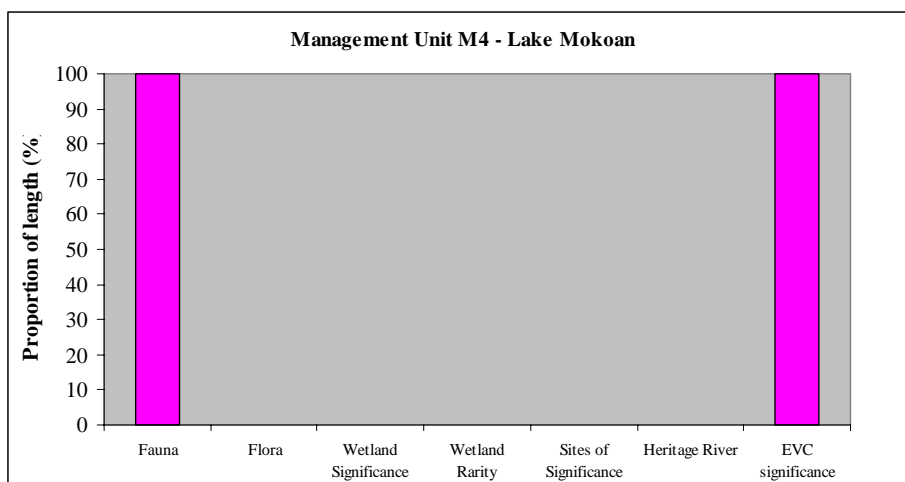 Management Unit M4 - Lake Mokoan
Proportion of length (%)
100
90
80
70
60
50
40
30
20
10
0
Fauna
Flora
Wetland
Significance
Wetland
Rarity
Sites of
Significance
Heritage River
EVC
significance